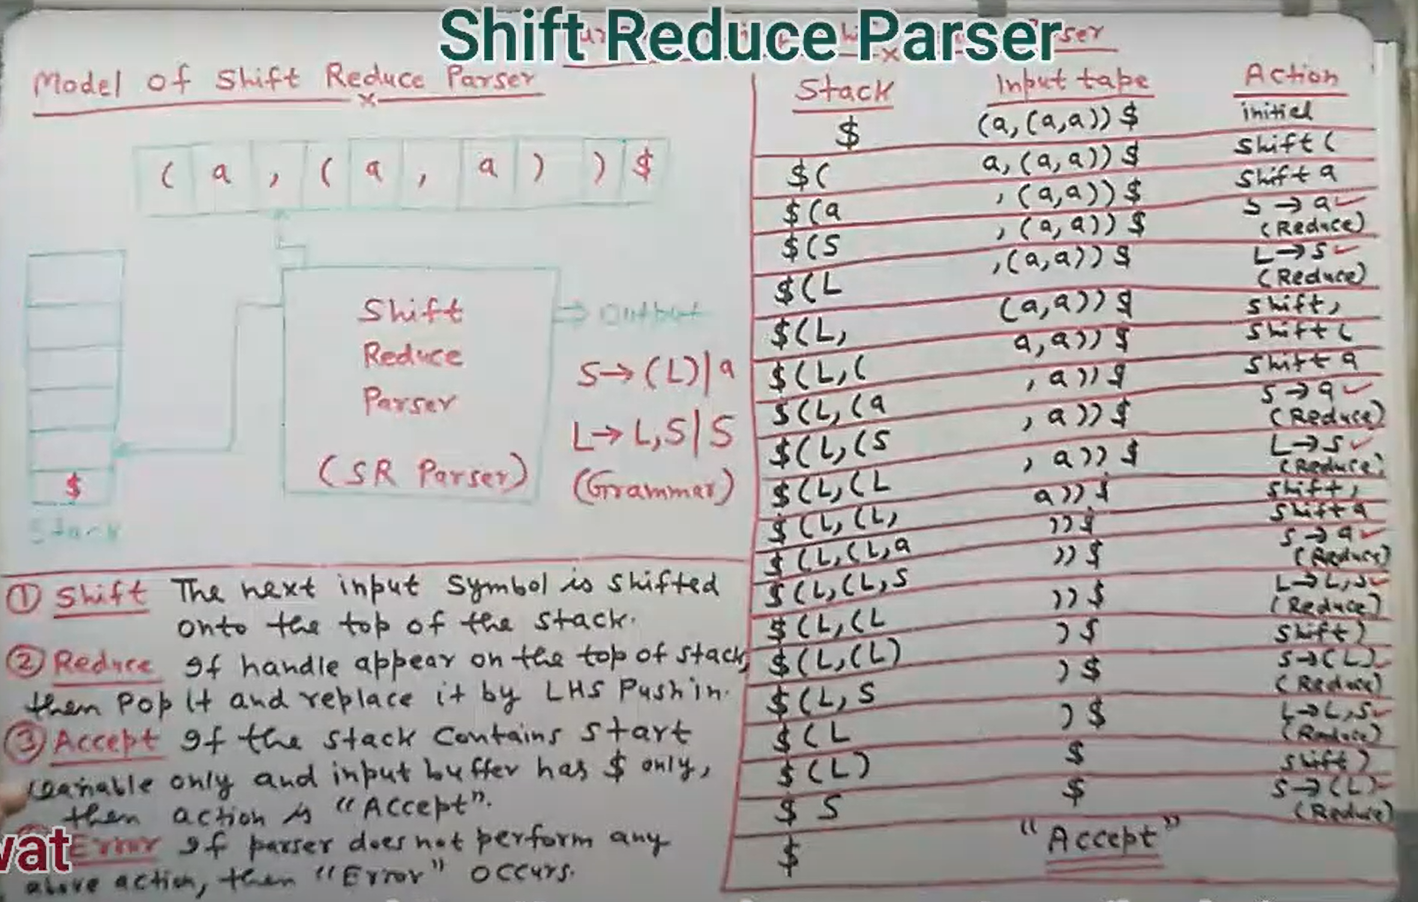 Shift Reduce Parser
Model of Shift Reduce Parser
( a , ( a , a ) ) $
Shift
Reduce
Parser
(SR Parser)
⇒ Output
S→(L)|a
L→L,S|S
(Grammar)
$
Stack
① Shift The next input symbol is shifted
onto the top of the stack.
② Reduce If handle appear on the top of stack,
then Pop it and replace it by LHS Push in.
③ Accept If the stack contains start
variable only and input buffer has $ only,
then action is "Accept".
Error If parser does not perform any
above action, then "Error" occurs.
vat
Stack Input tape Action
$ (a,(a,a))$ initial
$( a,(a,a))$ Shift (
$(a ,(a,a))$ Shift a
$(S ,(a,a))$ S→a✓ (Reduce)
$(L ,(a,a))$ L→S✓ (Reduce)
$(L, (a,a))$ Shift ,
$(L,( a,a))$ Shift (
$(L,(a ,a))$ Shift a
$(L,(S ,a))$ S→a✓ (Reduce)
$(L,(L ,a))$ L→S✓ (Reduce)
$(L,(L, a))$ Shift ,
$(L,(L,a ))$ Shift a
$(L,(L,S ))$ S→a✓ (Reduce)
$(L,(L ))$ L→L,S✓ (Reduce)
$(L,(L) )$ Shift )
$(L,S )$ S→(L) (Reduce)
$(L )$ L→L,S✓ (Reduce)
$(L) $ Shift )
$ S $ S→(L) (Reduce)
$ "Accept"